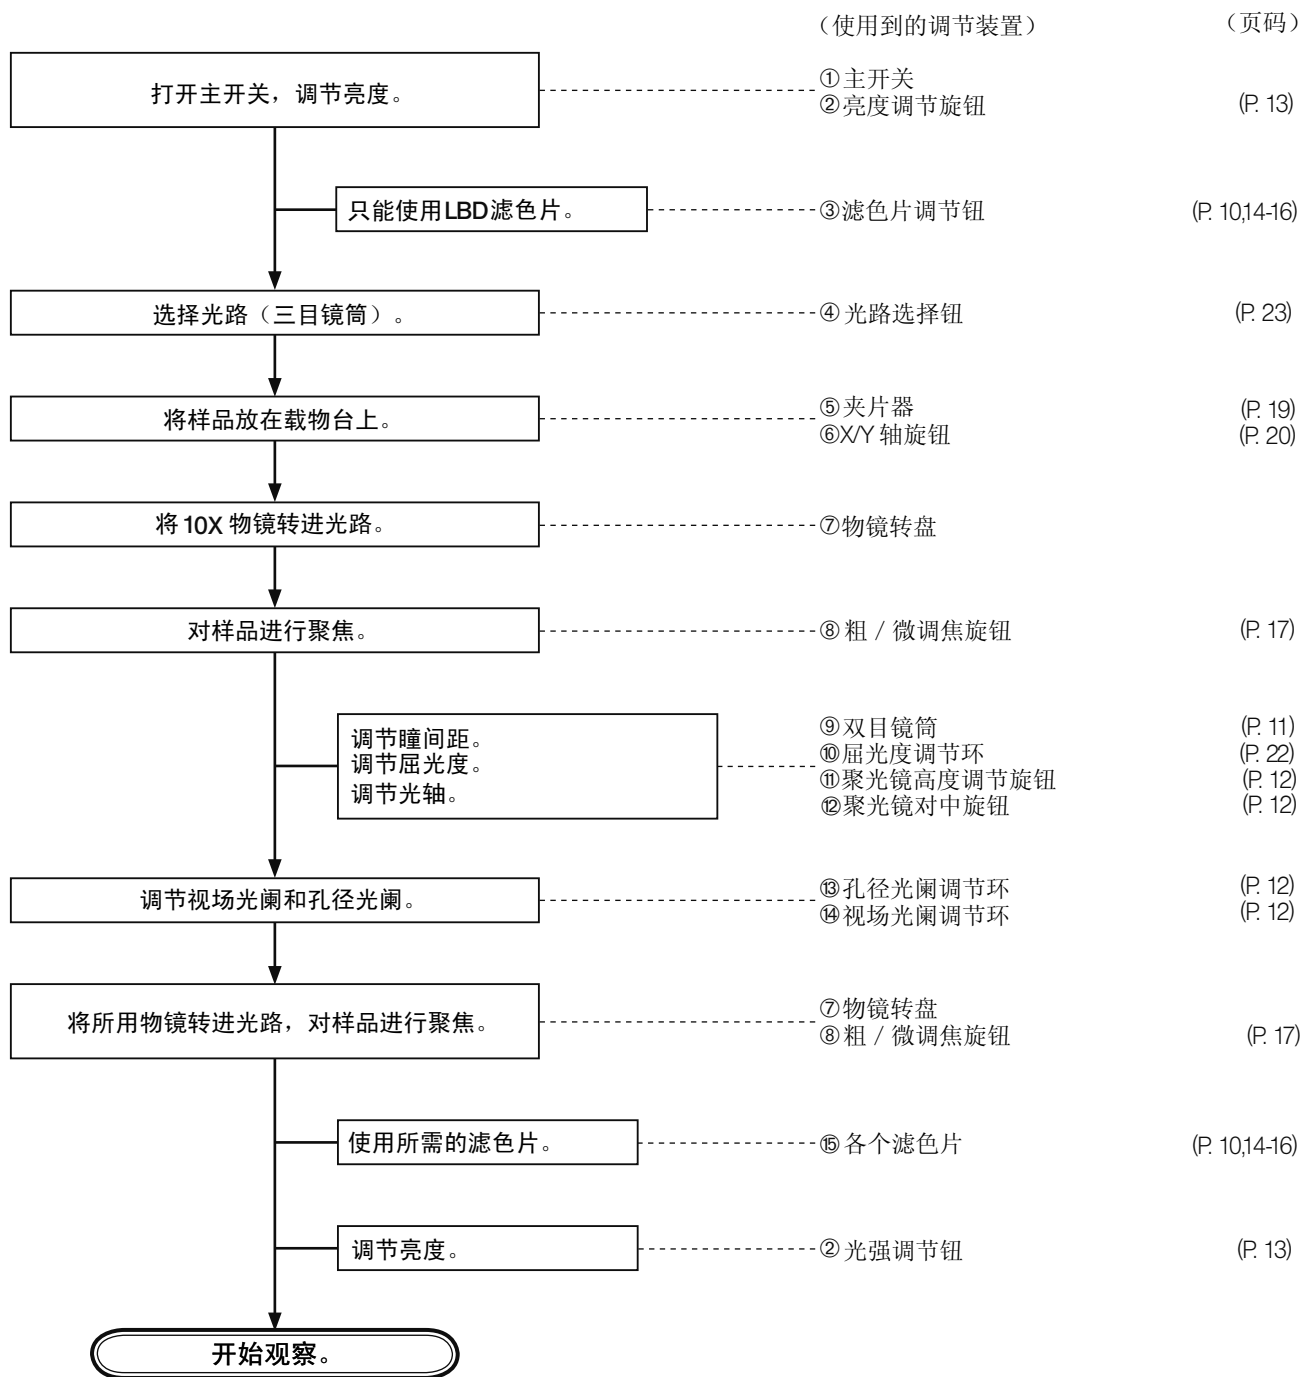 （使用到的调节装置） （页码）
打开主开关，调节亮度。 ①主开关
②亮度调节旋钮 (P. 13)
只能使用LBD滤色片。 ③滤色片调节钮 (P. 10,14-16)
选择光路（三目镜筒）。 ④光路选择钮 (P. 23)
将样品放在载物台上。 ⑤夹片器 (P. 19)
⑥X/Y 轴旋钮 (P. 20)
将 10X 物镜转进光路。 ⑦物镜转盘
对样品进行聚焦。 ⑧粗 / 微调焦旋钮 (P. 17)
调节瞳间距。 ⑨双目镜筒 (P. 11)
调节屈光度。 ⑩屈光度调节环 (P. 22)
调节光轴。 ⑪聚光镜高度调节旋钮 (P. 12)
⑫聚光镜对中旋钮 (P. 12)
调节视场光阑和孔径光阑。 ⑬孔径光阑调节环 (P. 12)
⑭视场光阑调节环 (P. 12)
将所用物镜转进光路，对样品进行聚焦。 ⑦物镜转盘
⑧粗 / 微调焦旋钮 (P. 17)
使用所需的滤色片。 ⑮各个滤色片 (P. 10,14-16)
调节亮度。 ②光强调节钮 (P. 13)
开始观察。